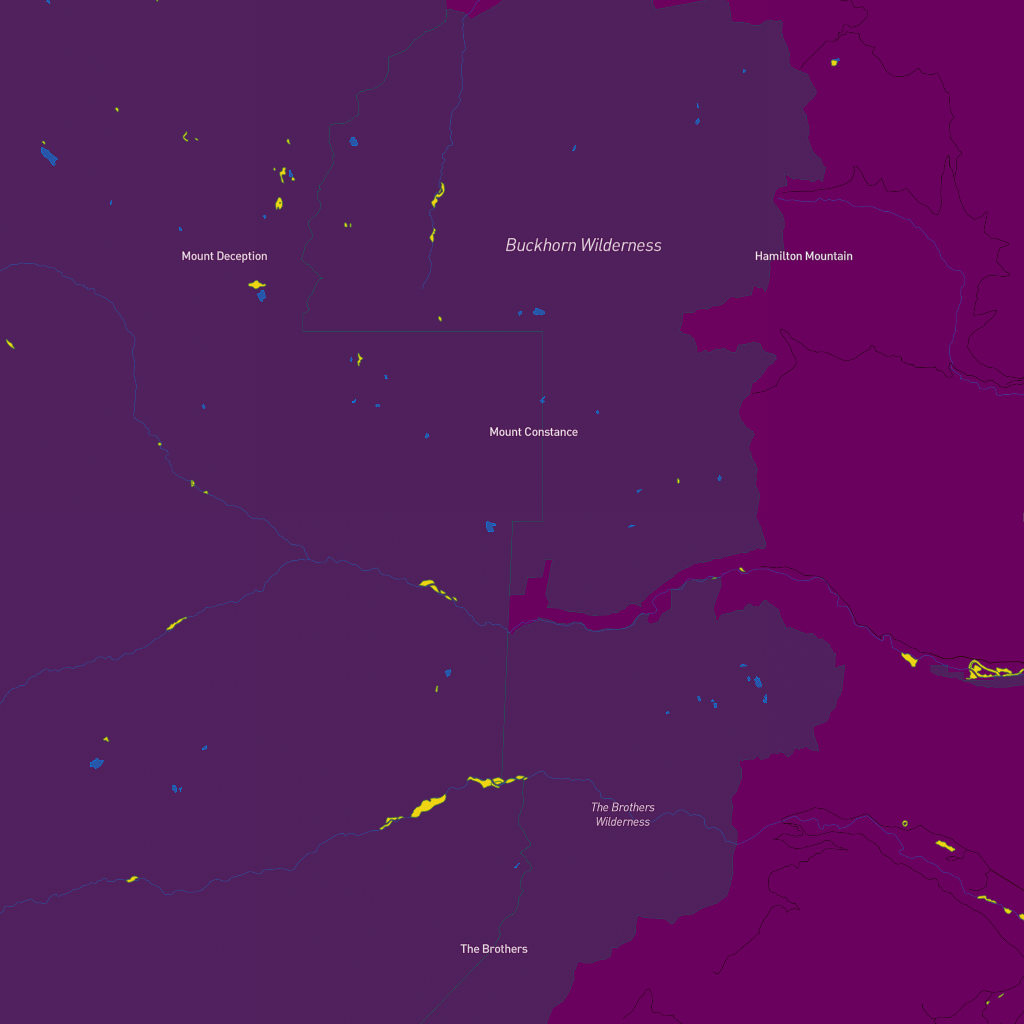 Buckhorn Wilderness
Mount Deception
Hamilton Mountain
Mount Constance
The Brothers
Wilderness
The Brothers